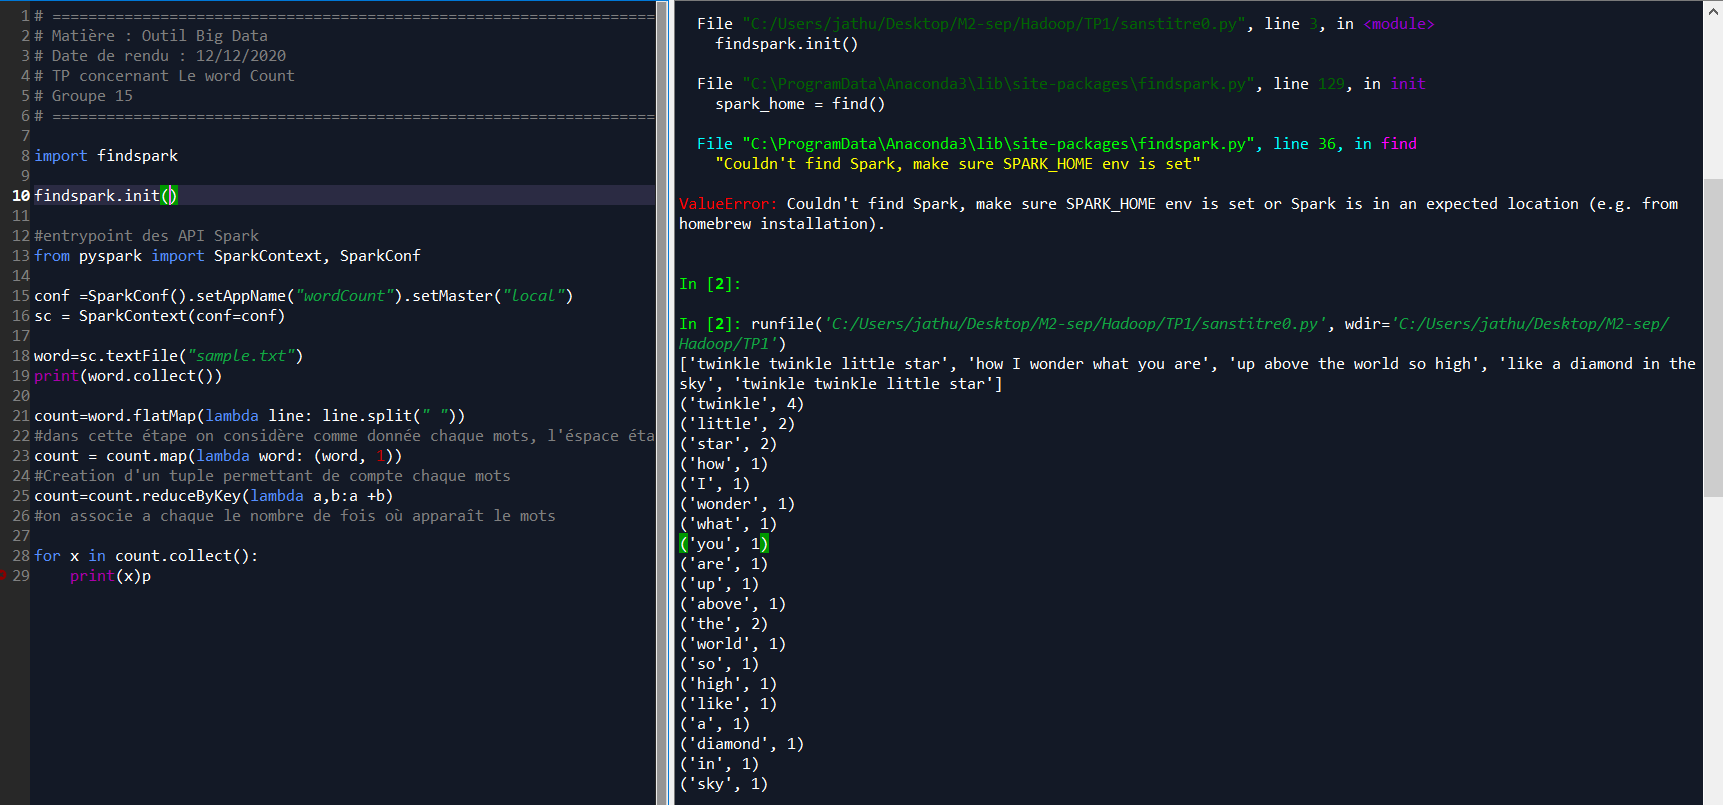 1 # ===================================================================
2 # Matière : Outil Big Data
3 # Date de rendu : 12/12/2020
4 # TP concernant Le word Count
5 # Groupe 15
6 # ===================================================================
7
8 import findspark
9
10 findspark.init()
11
12 #entrypoint des API Spark
13 from pyspark import SparkContext, SparkConf
14
15 conf =SparkConf().setAppName("wordCount").setMaster("local")
16 sc = SparkContext(conf=conf)
17
18 word=sc.textFile("sample.txt")
19 print(word.collect())
20
21 count=word.flatMap(lambda line: line.split(" "))
22 #dans cette étape on considère comme donnée chaque mots, l'éspace éta
23 count = count.map(lambda word: (word, 1))
24 #Creation d'un tuple permettant de compte chaque mots
25 count=count.reduceByKey(lambda a,b:a +b)
26 #on associe a chaque le nombre de fois où apparaît le mots
27
28 for x in count.collect():
29     print(x)p
File "C:/Users/jathu/Desktop/M2-sep/Hadoop/TP1/sanstitre0.py", line 3, in <module>
findspark.init()
File "C:\ProgramData\Anaconda3\lib\site-packages\findspark.py", line 129, in init
spark_home = find()
File "C:\ProgramData\Anaconda3\lib\site-packages\findspark.py", line 36, in find
"Couldn't find Spark, make sure SPARK_HOME env is set"
ValueError: Couldn't find Spark, make sure SPARK_HOME env is set or Spark is in an expected location (e.g. from
homebrew installation).
In [2]:
In [2]: runfile('C:/Users/jathu/Desktop/M2-sep/Hadoop/TP1/sanstitre0.py', wdir='C:/Users/jathu/Desktop/M2-sep/
Hadoop/TP1')
['twinkle twinkle little star', 'how I wonder what you are', 'up above the world so high', 'like a diamond in the
sky', 'twinkle twinkle little star']
('twinkle', 4)
('little', 2)
('star', 2)
('how', 1)
('I', 1)
('wonder', 1)
('what', 1)
('you', 1)
('are', 1)
('up', 1)
('above', 1)
('the', 2)
('world', 1)
('so', 1)
('high', 1)
('like', 1)
('a', 1)
('diamond', 1)
('in', 1)
('sky', 1)